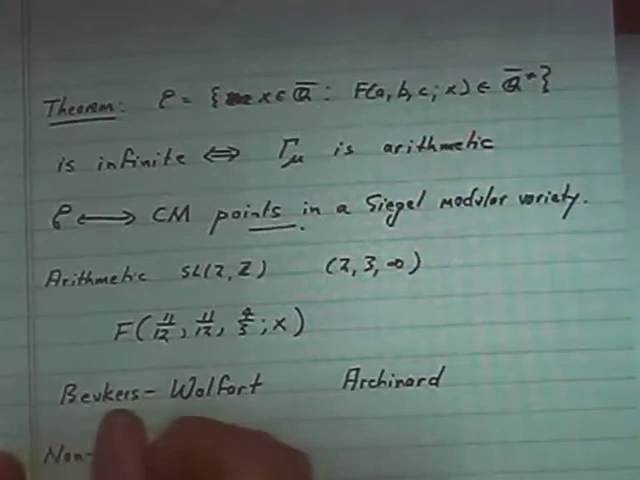 Theorem: ℰ = {x ∈ Q̅ : F(a, b, c; x) ∈ Q̅*}
is infinite ⟺ Γμ is arithmetic
ℰ ⟷ CM points in a Siegel modular variety.
Arithmetic SL(2, Z) (2, 3, ∞)
F(11/12, 11/12, 4/3; x)
Beukers - Wolfart Archinard
Non-